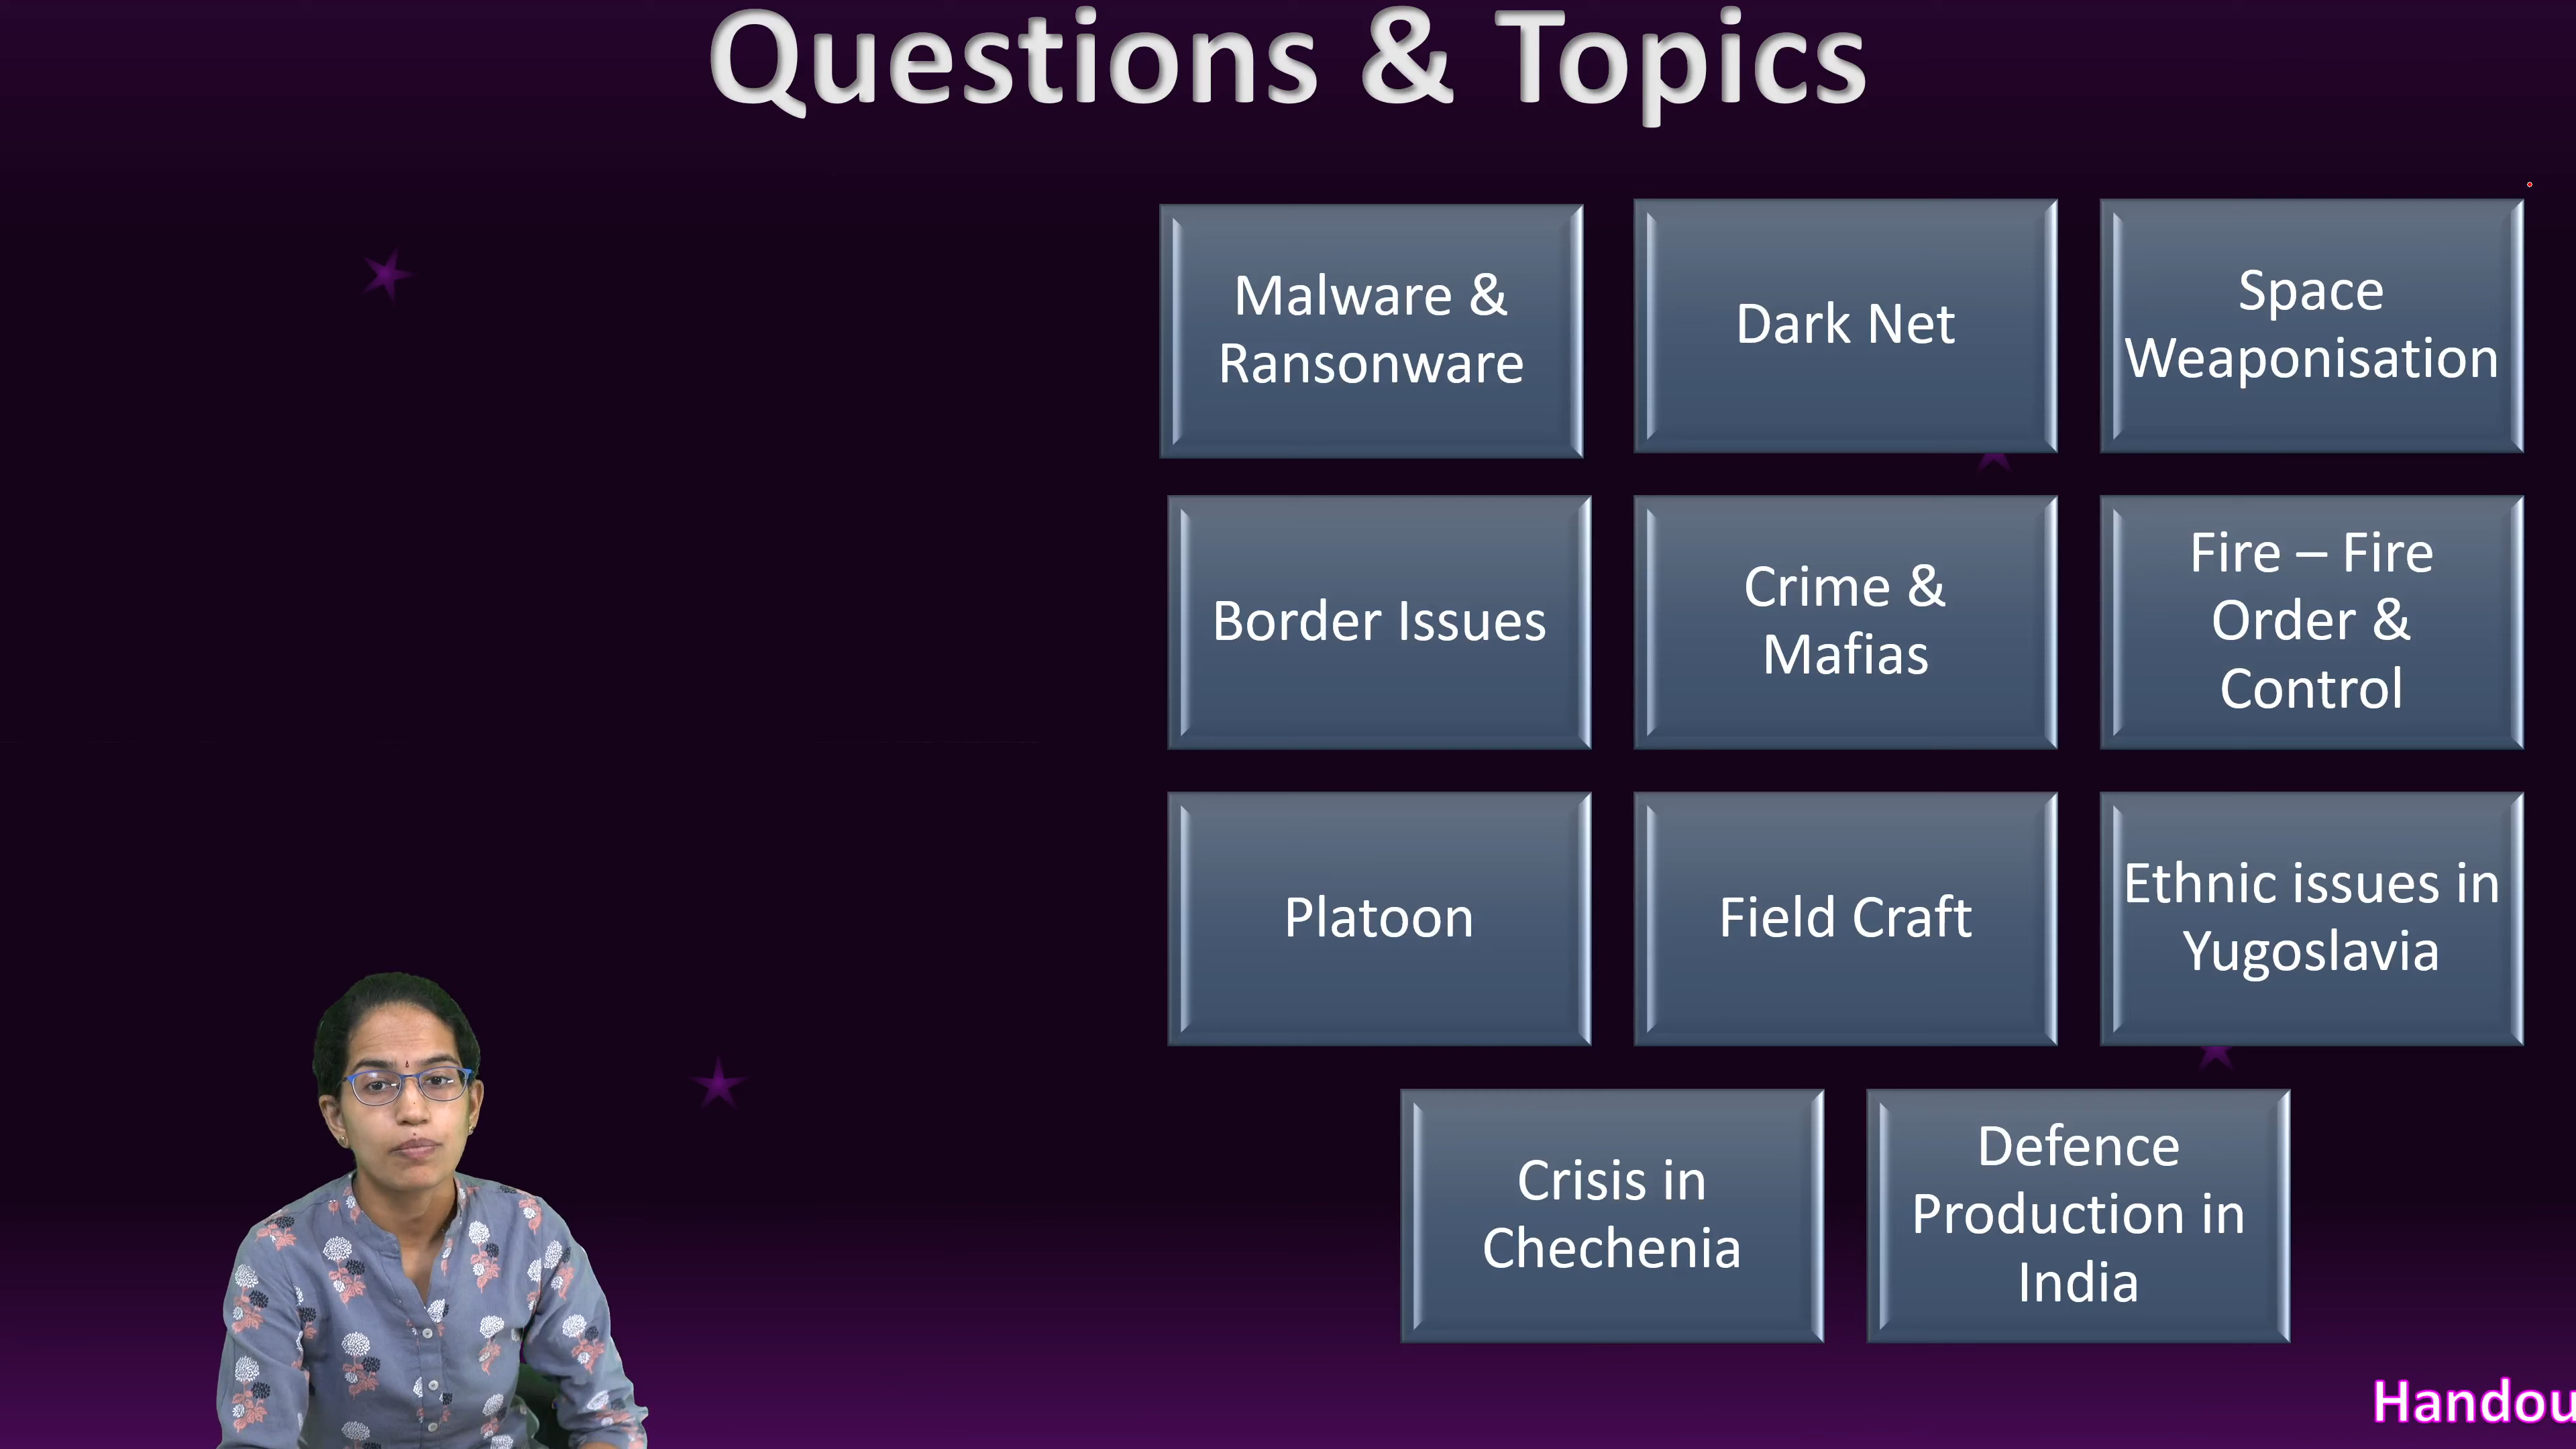 Questions & Topics
Malware &
Ransonware
Dark Net
Space
Weaponisation
Border Issues
Crime &
Mafias
Fire – Fire
Order &
Control
Platoon
Field Craft
Ethnic issues in
Yugoslavia
Crisis in
Chechenia
Defence
Production in
India
Handou